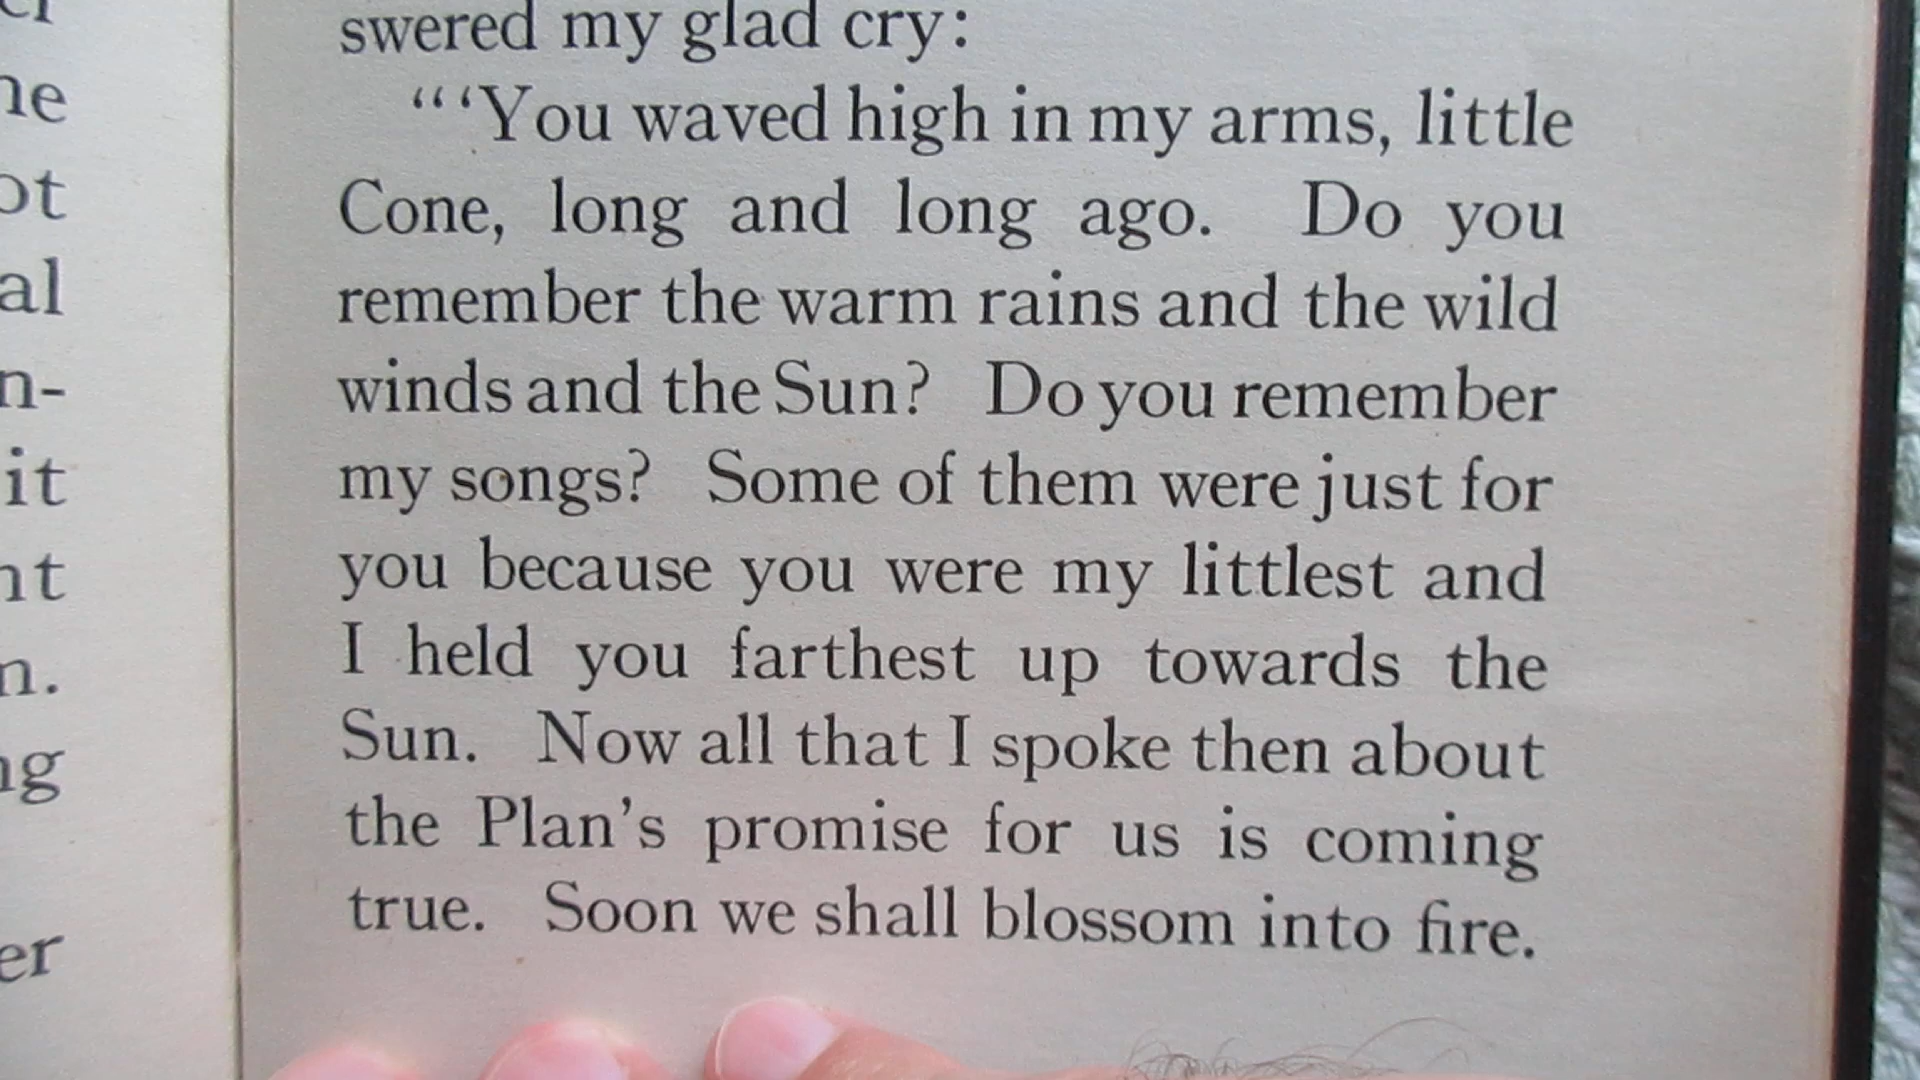 swered my glad cry:
“‘You waved high in my arms, little
Cone, long and long ago. Do you
remember the warm rains and the wild
winds and the Sun? Do you remember
my songs? Some of them were just for
you because you were my littlest and
I held you farthest up towards the
Sun. Now all that I spoke then about
the Plan’s promise for us is coming
true. Soon we shall blossom into fire.